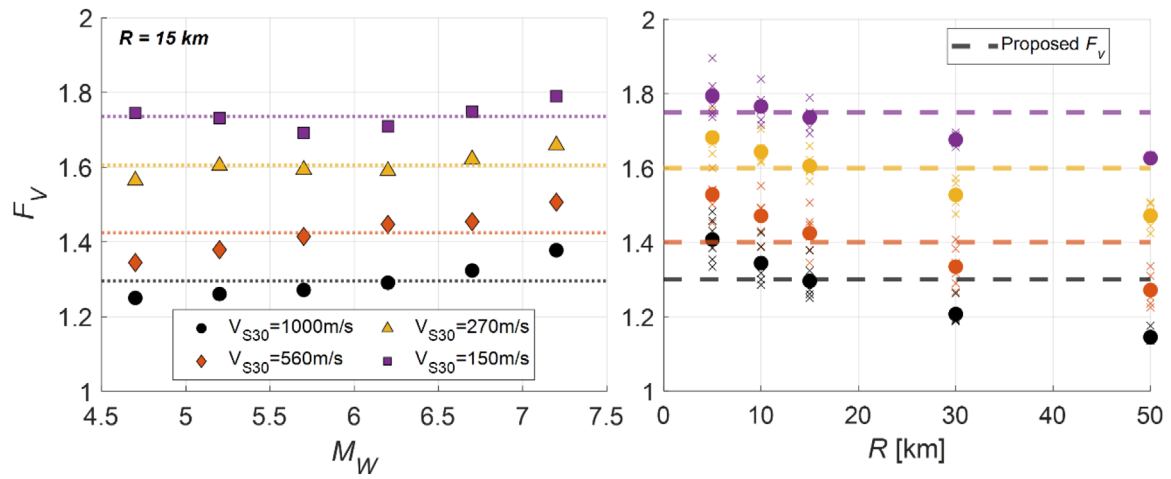 R = 15 km
2
1.8
1.6
1.4
1.2
1
F_V
4.5 5 5.5 6 6.5 7 7.5
M_W
V_S30=1000m/s
V_S30=270m/s
V_S30=560m/s
V_S30=150m/s
Proposed F_v
2
1.8
1.6
1.4
1.2
1
0 10 20 30 40 50
R [km]